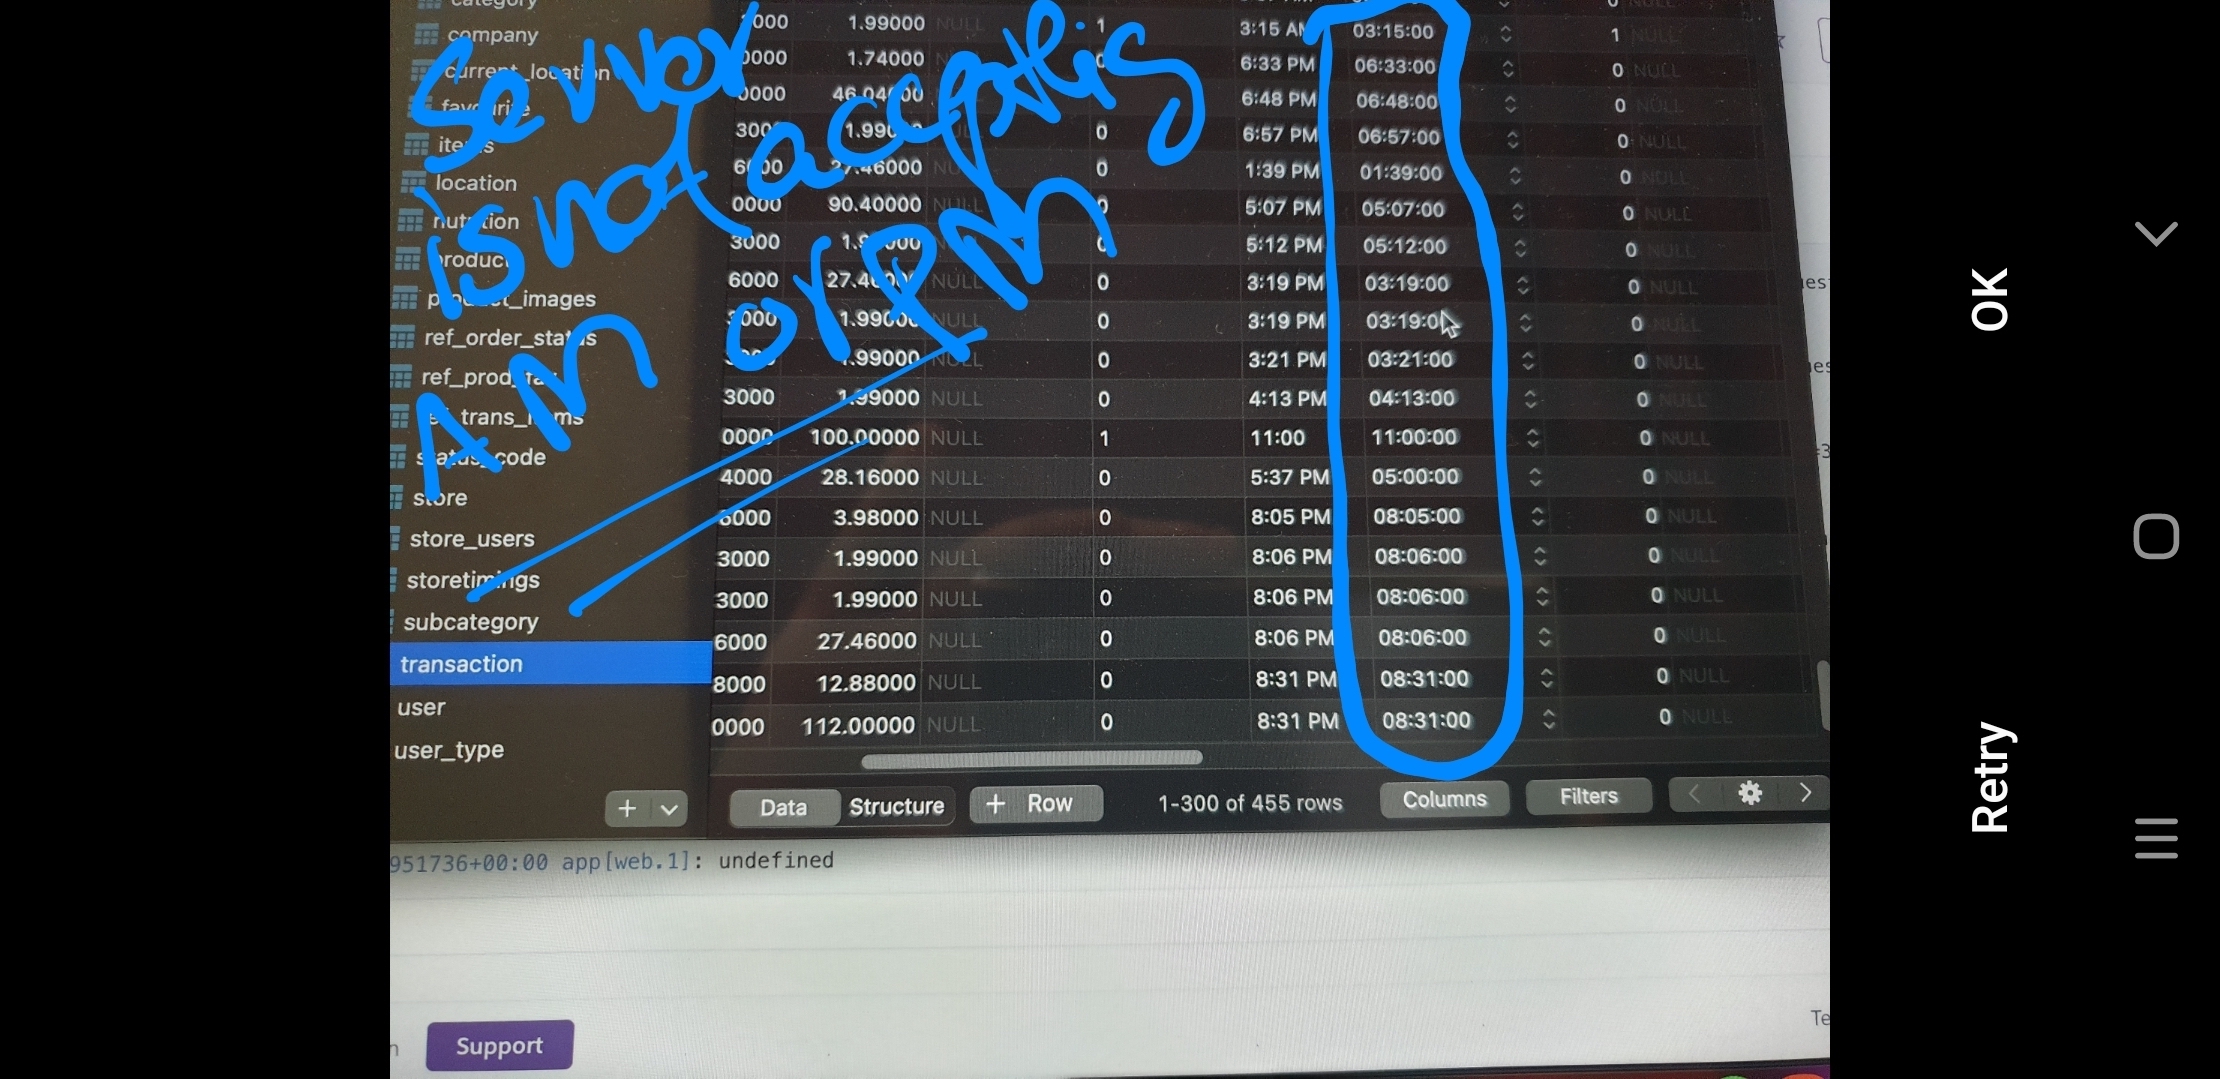 category
company
current_location
favourite
items
location
nutrition
product
product_images
ref_order_status
status_code
store
store_users
storetimings
subcategory
transaction
user
user_type
Server
is not accepting
AM or PM
000 1.99000 NULL 1 3:15 AM 03:15:00 1 NULL
0000 1.74000 0 6:33 PM 06:33:00 0 NULL
0000 46.04000 6:48 PM 06:48:00 0 NULL
3000 1.99000 NULL 0 6:57 PM 06:57:00 0 NULL
6000 27.46000 NULL 0 1:39 PM 01:39:00 0 NULL
0000 90.40000 NULL 0 5:07 PM 05:07:00 0 NULL
3000 1.99000 0 5:12 PM 05:12:00 0 NULL
6000 27.46000 NULL 0 3:19 PM 03:19:00 0 NULL
3000 1.99000 NULL 0 3:19 PM 03:19:00 0 NULL
1.99000 NULL 0 3:21 PM 03:21:00 0 NULL
3000 1.99000 NULL 0 4:13 PM 04:13:00 0 NULL
0000 100.00000 NULL 1 11:00 11:00:00 0 NULL
4000 28.16000 NULL 0 5:37 PM 05:00:00 0 NULL
6000 3.98000 NULL 0 8:05 PM 08:05:00 0 NULL
3000 1.99000 NULL 0 8:06 PM 08:06:00 0 NULL
3000 1.99000 NULL 0 8:06 PM 08:06:00 0 NULL
6000 27.46000 NULL 0 8:06 PM 08:06:00 0 NULL
8000 12.88000 NULL 0 8:31 PM 08:31:00 0 NULL
0000 112.00000 NULL 0 8:31 PM 08:31:00 0 NULL
+ Data Structure + Row 1-300 of 455 rows Columns Filters
951736+00:00 app[web.1]: undefined
Support
Te
OK
Retry